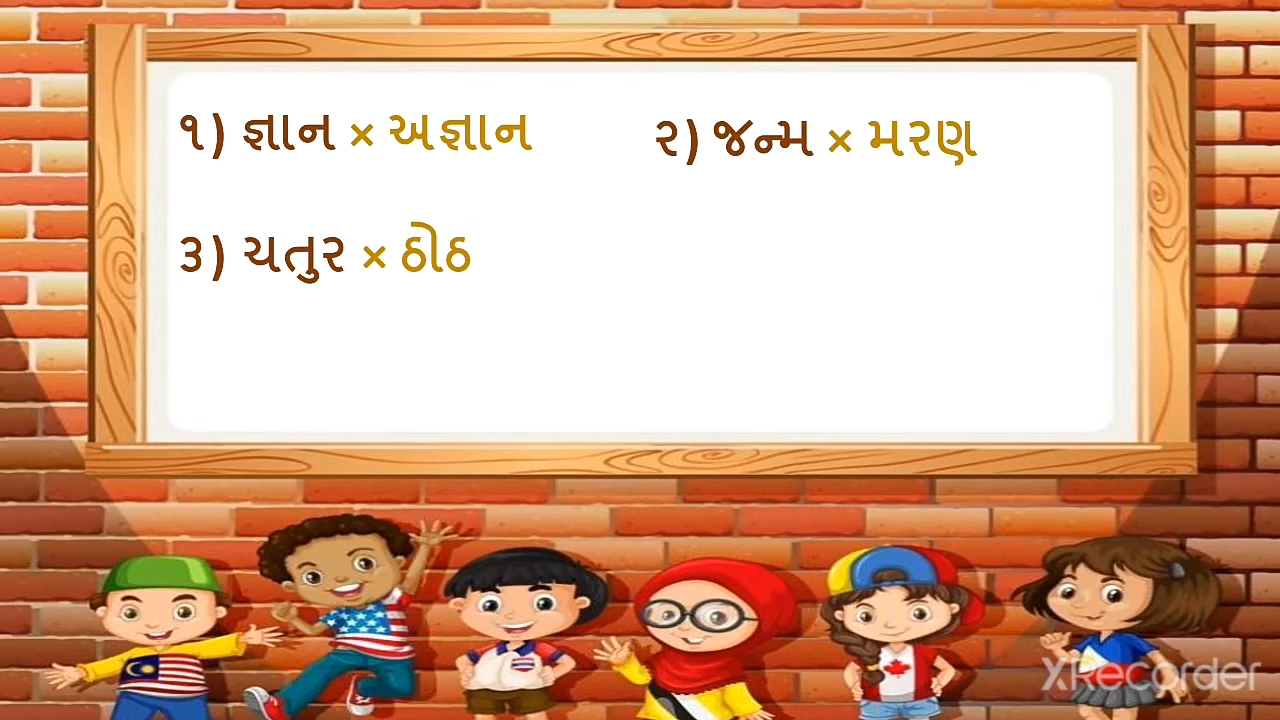 ૧) જ્ઞાન × અજ્ઞાન
૨) જન્મ × મરણ
૩) ચતુર × ઠોઠ
XRecorder